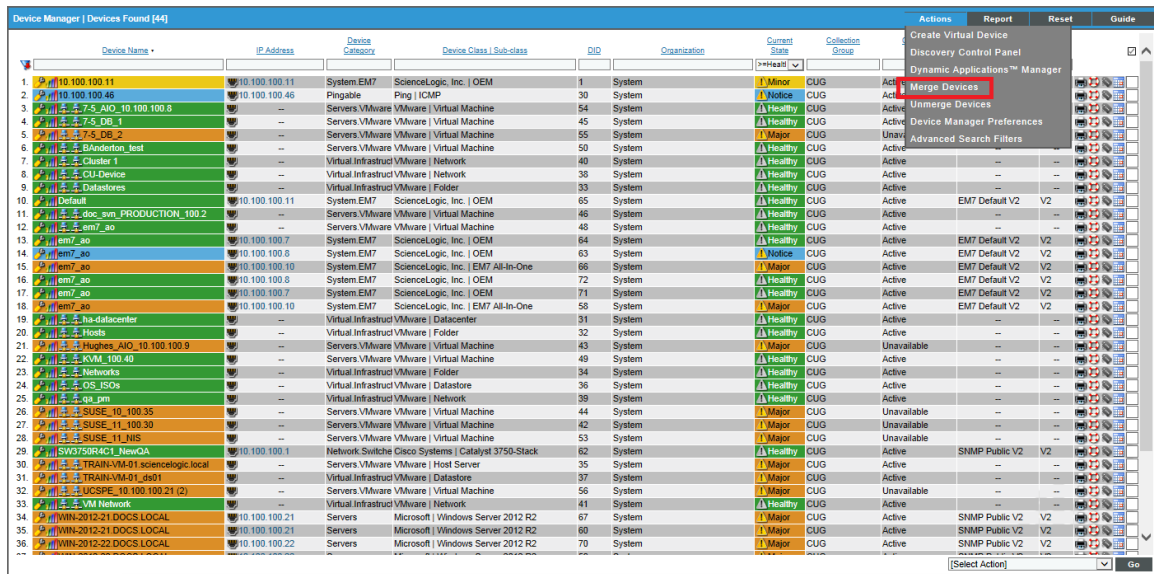 Device Manager | Devices Found [44] Actions Report Reset Guide
Create Virtual Device
Discovery Control Panel
Dynamic Applications™ Manager
Merge Devices
Unmerge Devices
Device Manager Preferences
Advanced Search Filters
Device Name • IP Address Device Category Device Class | Sub-class DID Organization Current State Collection Group
>=Healtl
1. 10.100.100.11 10.100.100.11 System.EM7 ScienceLogic, Inc. | OEM 1 System Minor CUG
2. 10.100.100.46 10.100.100.46 Pingable Ping | ICMP 30 System Notice CUG
3. 7-5_AIO_10.100.100.8 -- Servers.VMware VMware | Virtual Machine 54 System Healthy CUG
4. 7-5_DB_1 -- Servers.VMware VMware | Virtual Machine 45 System Healthy CUG
5. 7-5_DB_2 -- Servers.VMware VMware | Virtual Machine 55 System Major CUG
6. BAnderton_test -- Servers.VMware VMware | Virtual Machine 50 System Healthy CUG Active -- --
7. Cluster 1 -- Virtual.Infrastruct VMware | Network 40 System Healthy CUG Active -- --
8. CU-Device -- Virtual.Infrastruct VMware | Network 38 System Healthy CUG Active -- --
9. Datastores -- Virtual.Infrastruct VMware | Folder 33 System Healthy CUG Active -- --
10. Default 10.100.100.11 System.EM7 ScienceLogic, Inc. | OEM 65 System Healthy CUG Active EM7 Default V2 V2
11. doc_svn_PRODUCTION_100.2 -- Servers.VMware VMware | Virtual Machine 46 System Healthy CUG Active -- --
12. em7_ao -- Servers.VMware VMware | Virtual Machine 48 System Healthy CUG Active -- --
13. em7_ao 10.100.100.7 System.EM7 ScienceLogic, Inc. | OEM 64 System Healthy CUG Active EM7 Default V2 V2
14. em7_ao 10.100.100.8 System.EM7 ScienceLogic, Inc. | OEM 63 System Notice CUG Active EM7 Default V2 V2
15. em7_ao 10.100.100.10 System.EM7 ScienceLogic, Inc. | EM7 All-In-One 66 System Major CUG Active EM7 Default V2 V2
16. em7_ao 10.100.100.8 System.EM7 ScienceLogic, Inc. | OEM 72 System Healthy CUG Active EM7 Default V2 V2
17. em7_ao 10.100.100.7 System.EM7 ScienceLogic, Inc. | OEM 71 System Healthy CUG Active EM7 Default V2 V2
18. em7_ao 10.100.100.10 System.EM7 ScienceLogic, Inc. | EM7 All-In-One 58 System Major CUG Active EM7 Default V2 V2
19. ha-datacenter -- Virtual.Infrastruct VMware | Datacenter 31 System Healthy CUG Active -- --
20. Hosts -- Virtual.Infrastruct VMware | Folder 32 System Healthy CUG Active -- --
21. Hughes_AIO_10.100.100.9 -- Servers.VMware VMware | Virtual Machine 43 System Major CUG Unavailable -- --
22. KVM_100.40 -- Servers.VMware VMware | Virtual Machine 49 System Healthy CUG Active -- --
23. Networks -- Virtual.Infrastruct VMware | Folder 34 System Healthy CUG Active -- --
24. OS_ISOs -- Virtual.Infrastruct VMware | Datastore 36 System Healthy CUG Active -- --
25. qa_pm -- Virtual.Infrastruct VMware | Network 39 System Healthy CUG Active -- --
26. SUSE_10_100.35 -- Servers.VMware VMware | Virtual Machine 44 System Major CUG Unavailable -- --
27. SUSE_11_100.30 -- Servers.VMware VMware | Virtual Machine 42 System Major CUG Unavailable -- --
28. SUSE_11_NIS -- Servers.VMware VMware | Virtual Machine 53 System Major CUG Unavailable -- --
29. SW3750R4C1_NewQA 10.100.100.1 Network.Switche Cisco Systems | Catalyst 3750-Stack 62 System Healthy CUG Active SNMP Public V2 V2
30. TRAIN-VM-01.sciencelogic.local -- Servers.VMware VMware | Host Server 35 System Major CUG Active -- --
31. TRAIN-VM-01_ds01 -- Virtual.Infrastruct VMware | Datastore 37 System Major CUG Active -- --
32. UCSPE_10.100.100.21 (2) -- Servers.VMware VMware | Virtual Machine 56 System Major CUG Unavailable -- --
33. VM Network -- Virtual.Infrastruct VMware | Network 41 System Healthy CUG Active -- --
34. WIN-2012-21.DOCS.LOCAL 10.100.100.21 Servers Microsoft | Windows Server 2012 R2 67 System Major CUG Active SNMP Public V2 V2
35. WIN-2012-21.DOCS.LOCAL 10.100.100.21 Servers Microsoft | Windows Server 2012 R2 60 System Major CUG Active SNMP Public V2 V2
36. WIN-2012-22.DOCS.LOCAL 10.100.100.22 Servers Microsoft | Windows Server 2012 R2 70 System Major CUG Active SNMP Public V2 V2
[Select Action] Go